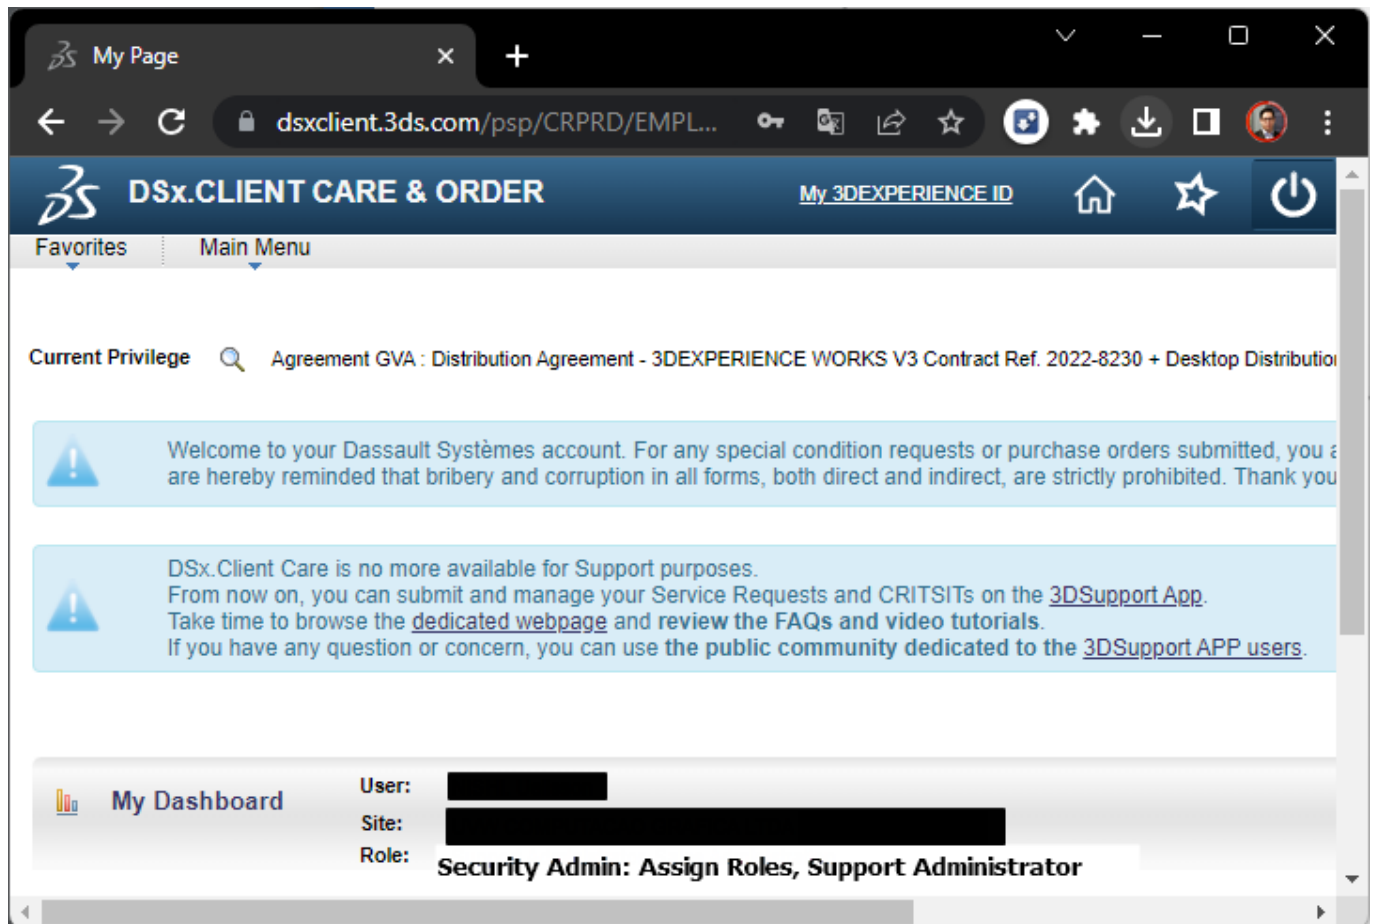 My Page
dsxclient.3ds.com/psp/CRPRD/EMPL...
DSx.CLIENT CARE & ORDER
My 3DEXPERIENCE ID
Favorites
Main Menu
Current Privilege
Agreement GVA : Distribution Agreement - 3DEXPERIENCE WORKS V3 Contract Ref. 2022-8230 + Desktop Distributio
Welcome to your Dassault Systèmes account. For any special condition requests or purchase orders submitted, you a
are hereby reminded that bribery and corruption in all forms, both direct and indirect, are strictly prohibited. Thank you
DSx.Client Care is no more available for Support purposes.
From now on, you can submit and manage your Service Requests and CRITSITs on the 3DSupport App.
Take time to browse the dedicated webpage and review the FAQs and video tutorials.
If you have any question or concern, you can use the public community dedicated to the 3DSupport APP users.
My Dashboard
User:
Site:
Role:
Security Admin: Assign Roles, Support Administrator